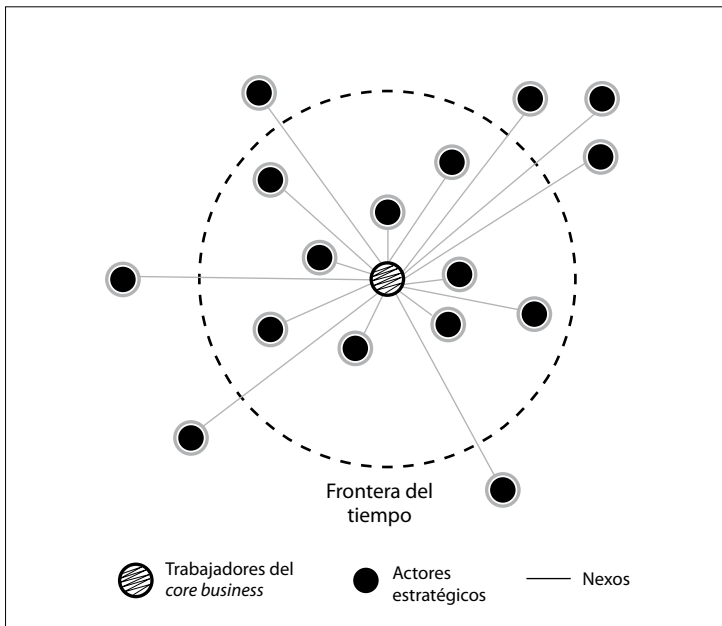 Frontera del
tiempo
Trabajadores del
core business
Actores
estratégicos
Nexos